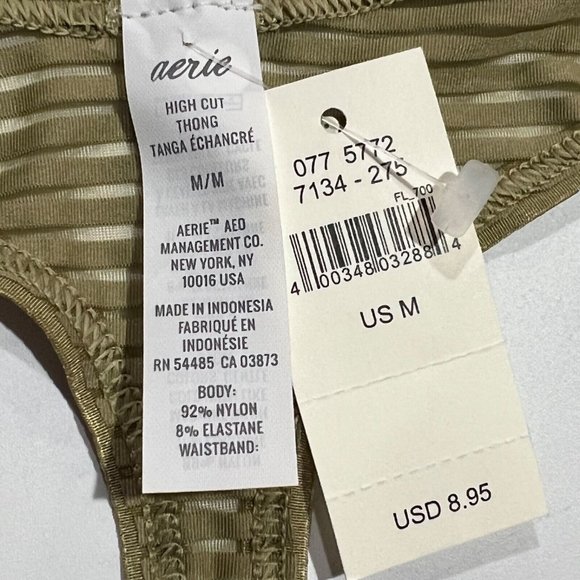 aerie
HIGH CUT
THONG
TANGA ÉCHANCRÉ
M/M
AERIE™ AEO
MANAGEMENT CO.
NEW YORK, NY
10016 USA
MADE IN INDONESIA
FABRIQUÉ EN
INDONÉSIE
RN 54485 CA 03873
BODY:
92% NYLON
8% ELASTANE
WAISTBAND:
077 5772
7134 - 275
FL_700
4 00348 03288 4
US M
USD 8.95